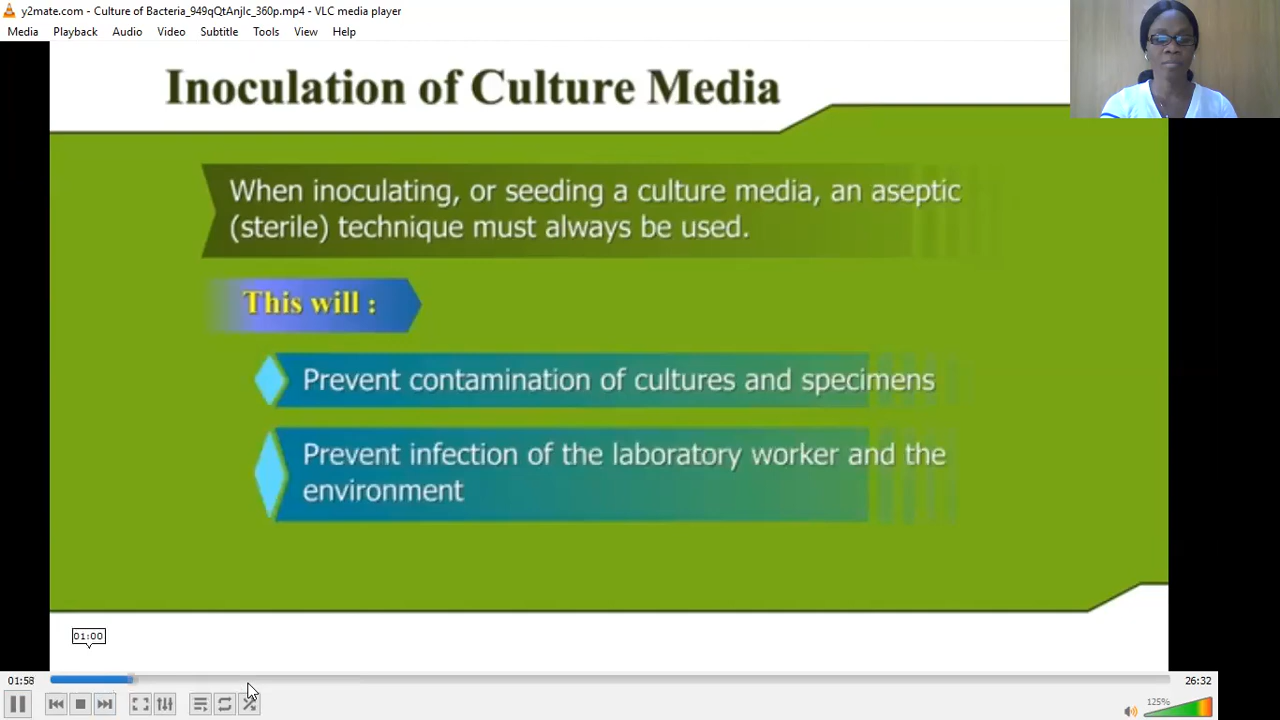 y2mate.com - Culture of Bacteria_949qQtAnjIc_360p.mp4 - VLC media player
Media Playback Audio Video Subtitle Tools View Help
Inoculation of Culture Media
When inoculating, or seeding a culture media, an aseptic
(sterile) technique must always be used.
This will :
Prevent contamination of cultures and specimens
Prevent infection of the laboratory worker and the
environment
01:00
01:58 26:32
125%